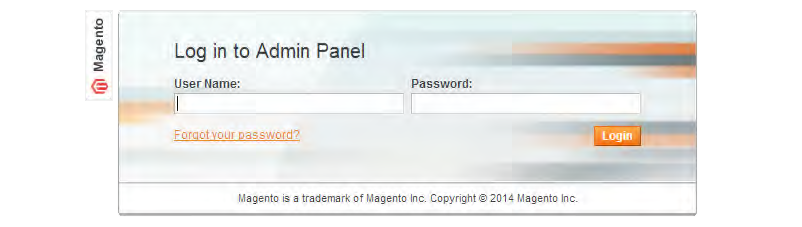 Magento
Log in to Admin Panel
User Name:
Password:
Forgot your password?
Login
Magento is a trademark of Magento Inc. Copyright © 2014 Magento Inc.